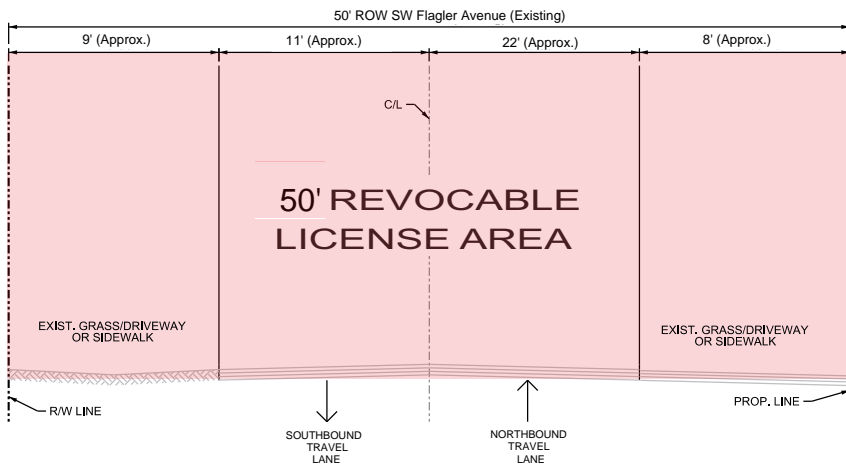 50' ROW SW Flagler Avenue (Existing)
9' (Approx.) 11' (Approx.) 22' (Approx.) 8' (Approx.)
C/L
50' REVOCABLE
LICENSE AREA
EXIST. GRASS/DRIVEWAY
OR SIDEWALK
EXIST. GRASS/DRIVEWAY
OR SIDEWALK
R/W LINE
PROP. LINE
SOUTHBOUND
TRAVEL
LANE
NORTHBOUND
TRAVEL
LANE